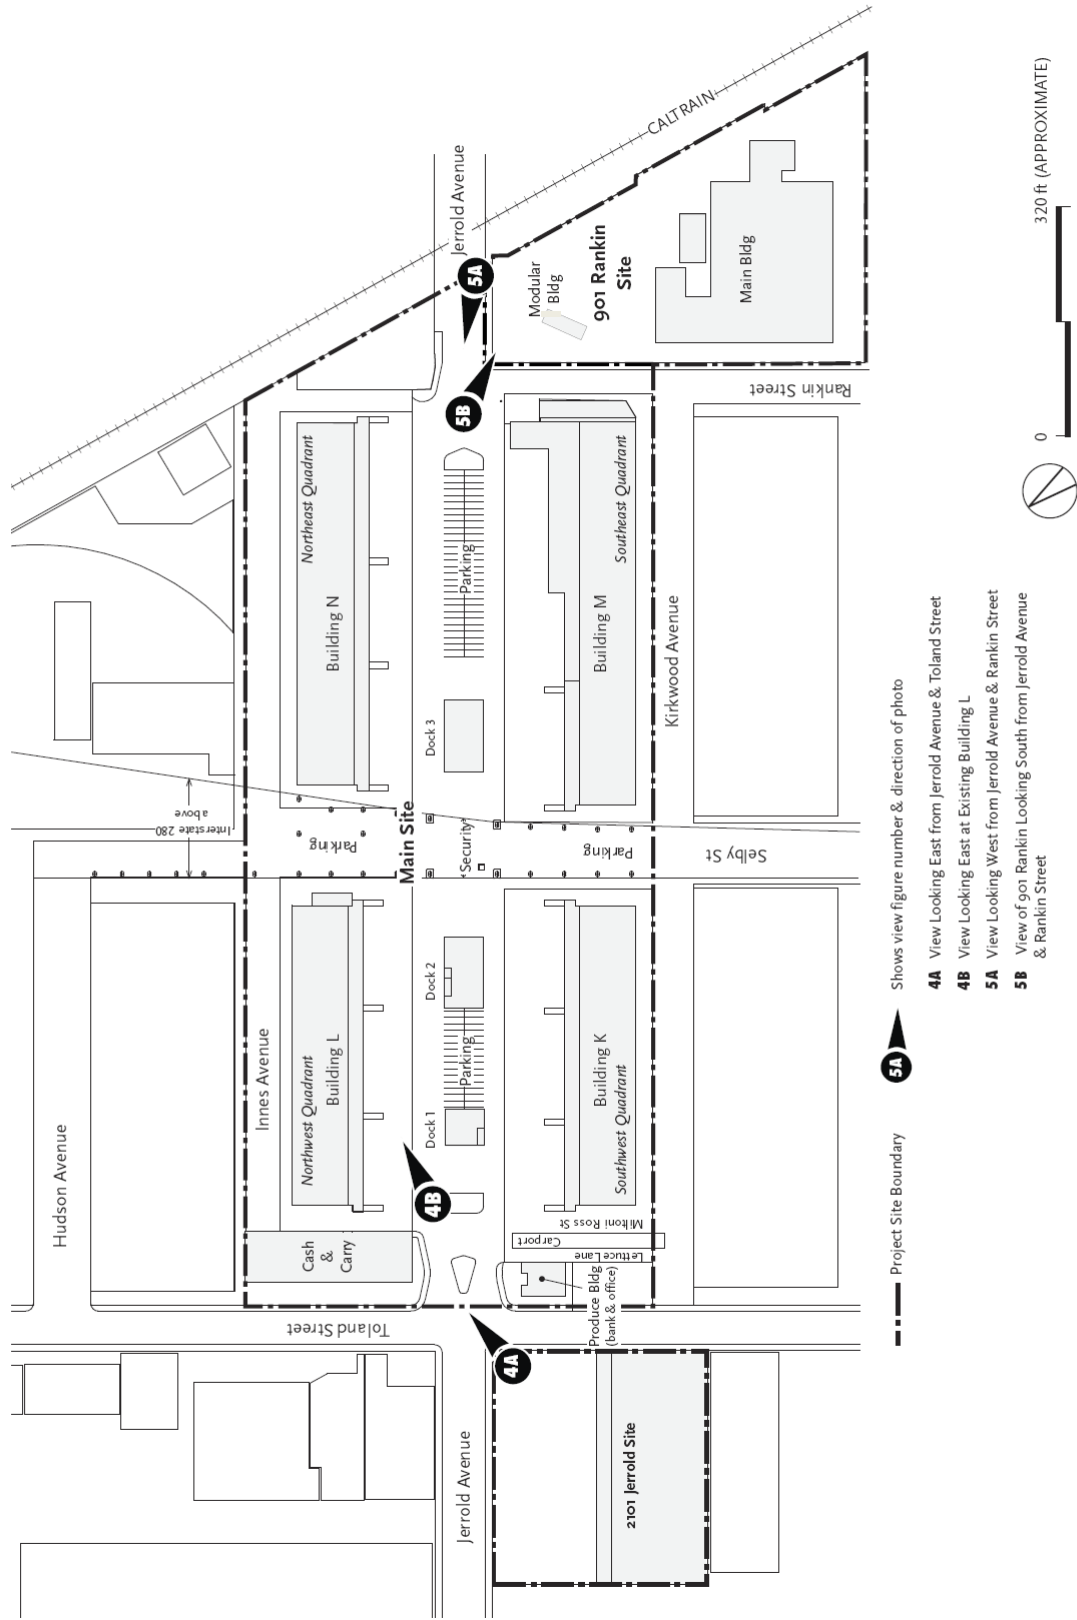 CALTRAIN
Jerrold Avenue
5A
Modular
Bldg
901 Rankin
Site
Main Bldg
5B
Rankin Street
Northeast Quadrant
Building N
Parking
Southeast Quadrant
Building M
Kirkwood Avenue
Dock 3
Interstate 280
above
Parking
Main Site
Security
Parking
Selby St
Hudson Avenue
Innes Avenue
Northwest Quadrant
Building L
Dock 2
Parking
Dock 1
Building K
Southwest Quadrant
4B
Cash
&
Carry
Miltoni Ross St
Carport
Lettuce Lane
Produce Bldg
(bank & office)
Toland Street
4A
Jerrold Avenue
2101 Jerrold Site
Project Site Boundary
5A
Shows view figure number & direction of photo
4A View Looking East from Jerrold Avenue & Toland Street
4B View Looking East at Existing Building L
5A View Looking West from Jerrold Avenue & Rankin Street
5B View of 901 Rankin Looking South from Jerrold Avenue
& Rankin Street
0
320 ft (APPROXIMATE)